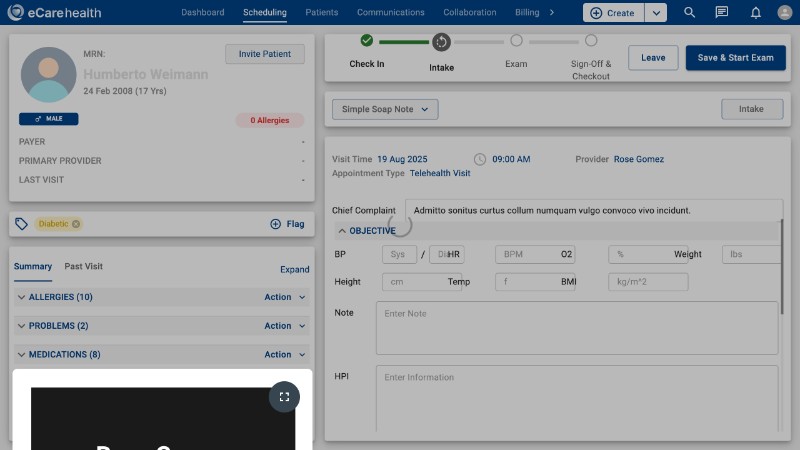 eCarehealth
Dashboard Scheduling Patients Communications Collaboration Billing Create
MRN:
Invite Patient
Humberto Weimann
24 Feb 2008 (17 Yrs)
MALE
0 Allergies
PAYER -
PRIMARY PROVIDER -
LAST VISIT -
Diabetic
Flag
Summary Past Visit Expand
ALLERGIES (10) Action
PROBLEMS (2) Action
MEDICATIONS (8) Action
Check In Intake Exam Sign-Off & Checkout
Leave Save & Start Exam
Simple Soap Note Intake
Visit Time 19 Aug 2025 09:00 AM Provider Rose Gomez
Appointment Type Telehealth Visit
Chief Complaint Admitto sonitus curtus collum numquam vulgo convoco vivo incidunt.
OBJECTIVE
BP Sys / HR BPM O2 % Weight lbs
Height cm Temp f BMI kg/m^2
Note Enter Note
HPI Enter Information